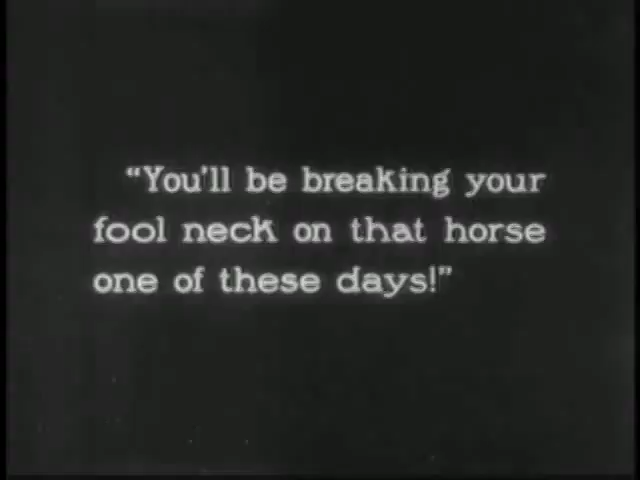 "You'll be breaking your
fool neck on that horse
one of these days!"